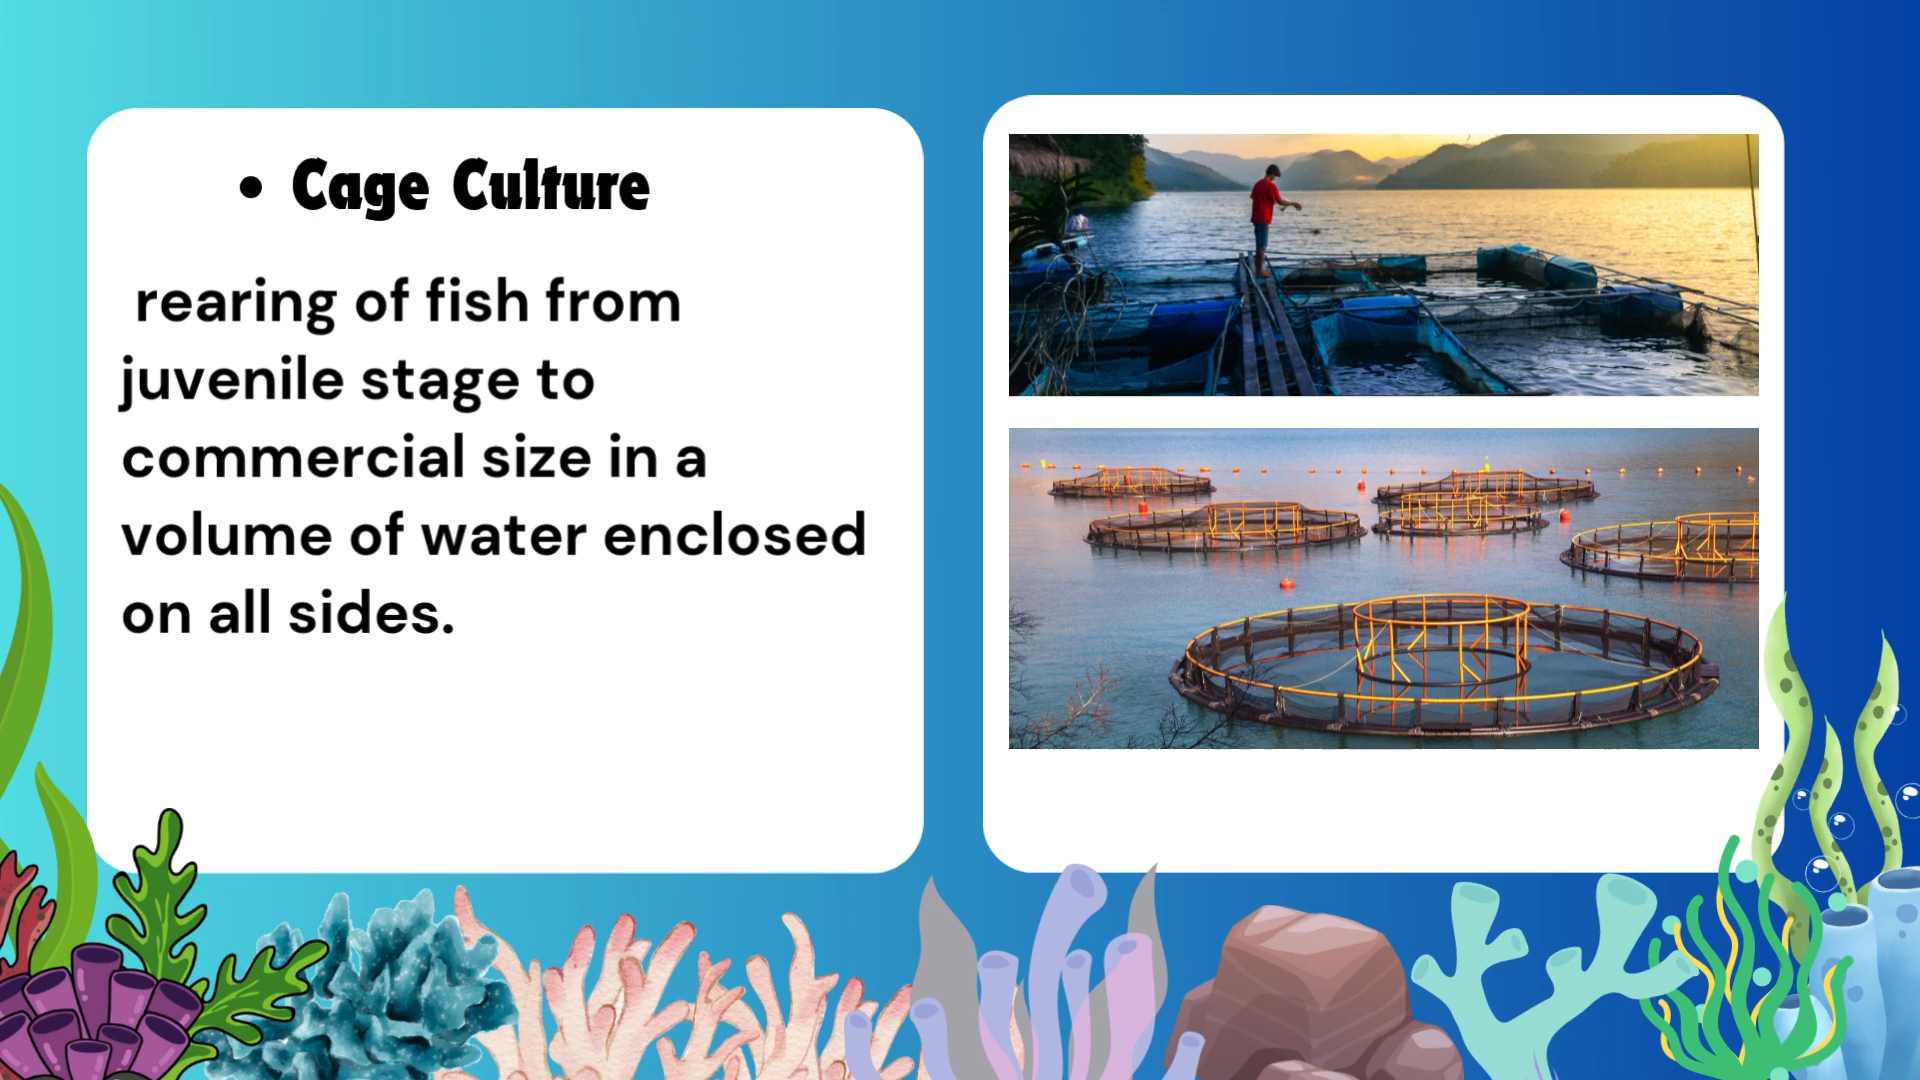 • Cage Culture
rearing of fish from
juvenile stage to
commercial size in a
volume of water enclosed
on all sides.